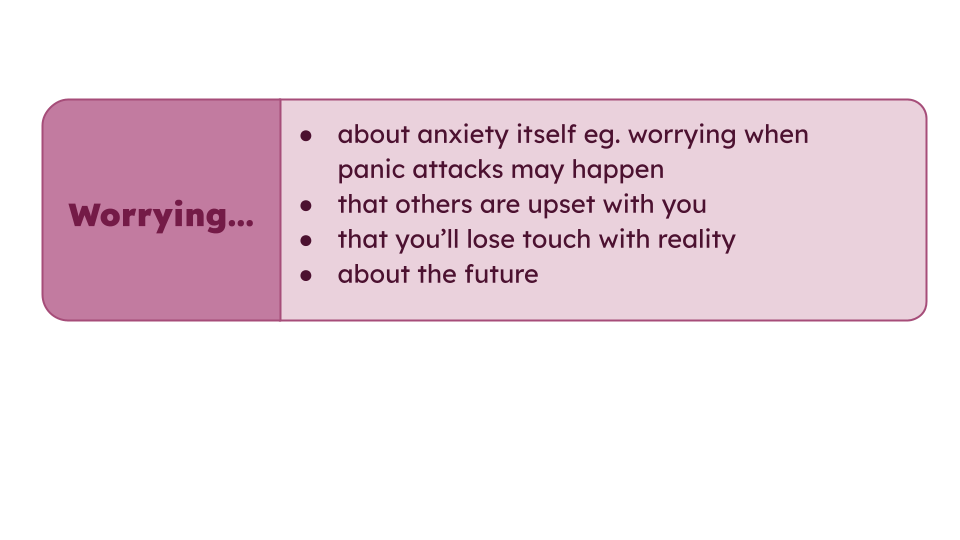 Worrying...
● about anxiety itself eg. worrying when
panic attacks may happen
● that others are upset with you
● that you’ll lose touch with reality
● about the future